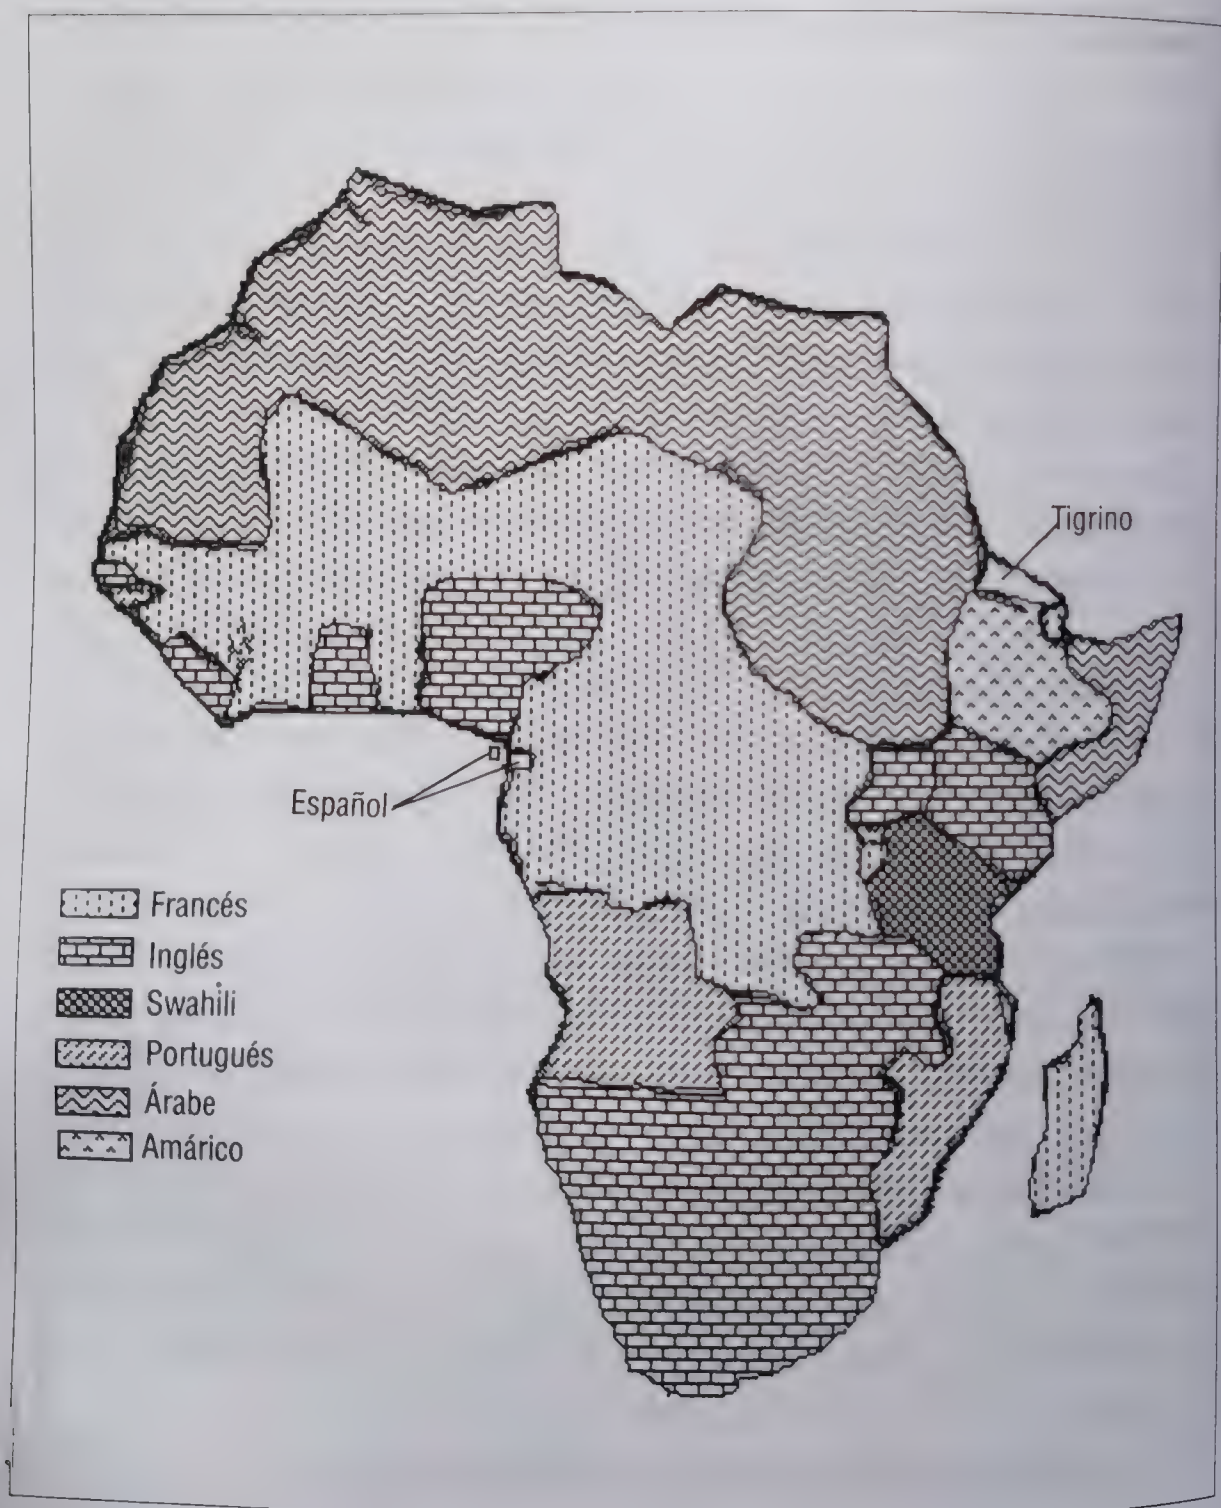 Tigrino
Español
Francés
Inglés
Swahili
Portugués
Árabe
Amárico